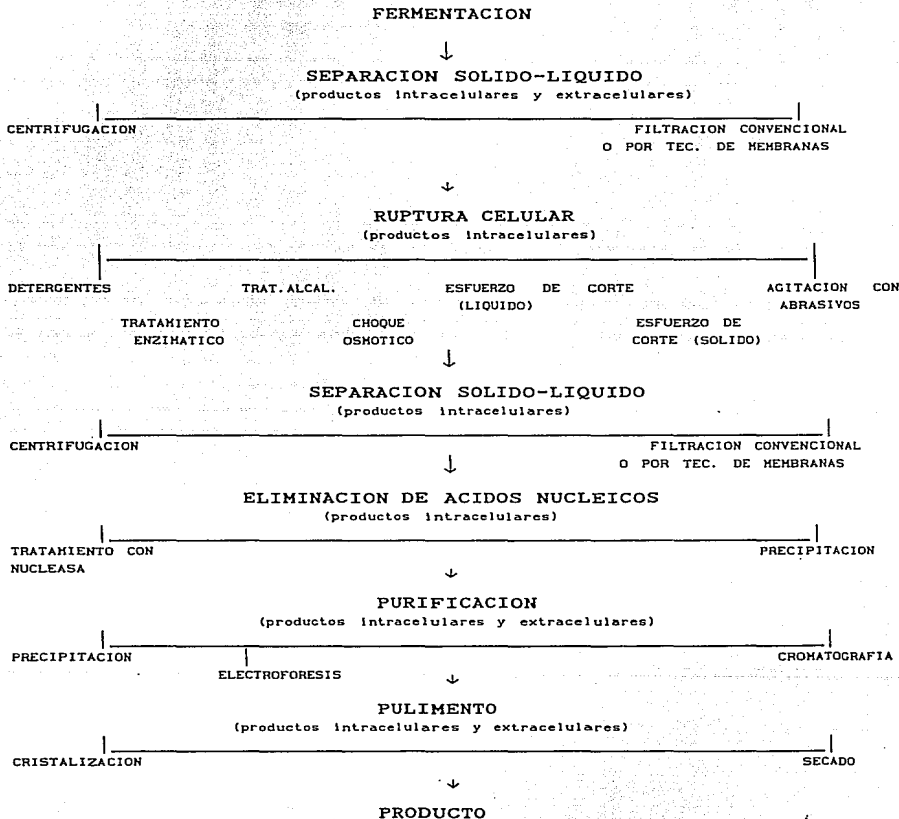 FERMENTACION
↓
SEPARACION SOLIDO-LIQUIDO
(productos intracelulares y extracelulares)
CENTRIFUGACION FILTRACION CONVENCIONAL
O POR TEC. DE MEMBRANAS
↓
RUPTURA CELULAR
(productos intracelulares)
DETERGENTES TRAT.ALCAL. ESFUERZO DE CORTE AGITACION CON
(LIQUIDO) ABRASIVOS
TRATAMIENTO CHOQUE ESFUERZO DE
ENZIMATICO OSMOTICO CORTE (SOLIDO)
↓
SEPARACION SOLIDO-LIQUIDO
(productos intracelulares)
CENTRIFUGACION FILTRACION CONVENCIONAL
O POR TEC. DE MEMBRANAS
↓
ELIMINACION DE ACIDOS NUCLEICOS
(productos intracelulares)
TRATAMIENTO CON PRECIPITACION
NUCLEASA
↓
PURIFICACION
(productos intracelulares y extracelulares)
PRECIPITACION CROMATOGRAFIA
ELECTROFORESIS
↓
PULIMENTO
(productos intracelulares y extracelulares)
CRISTALIZACION SECADO
↓
PRODUCTO